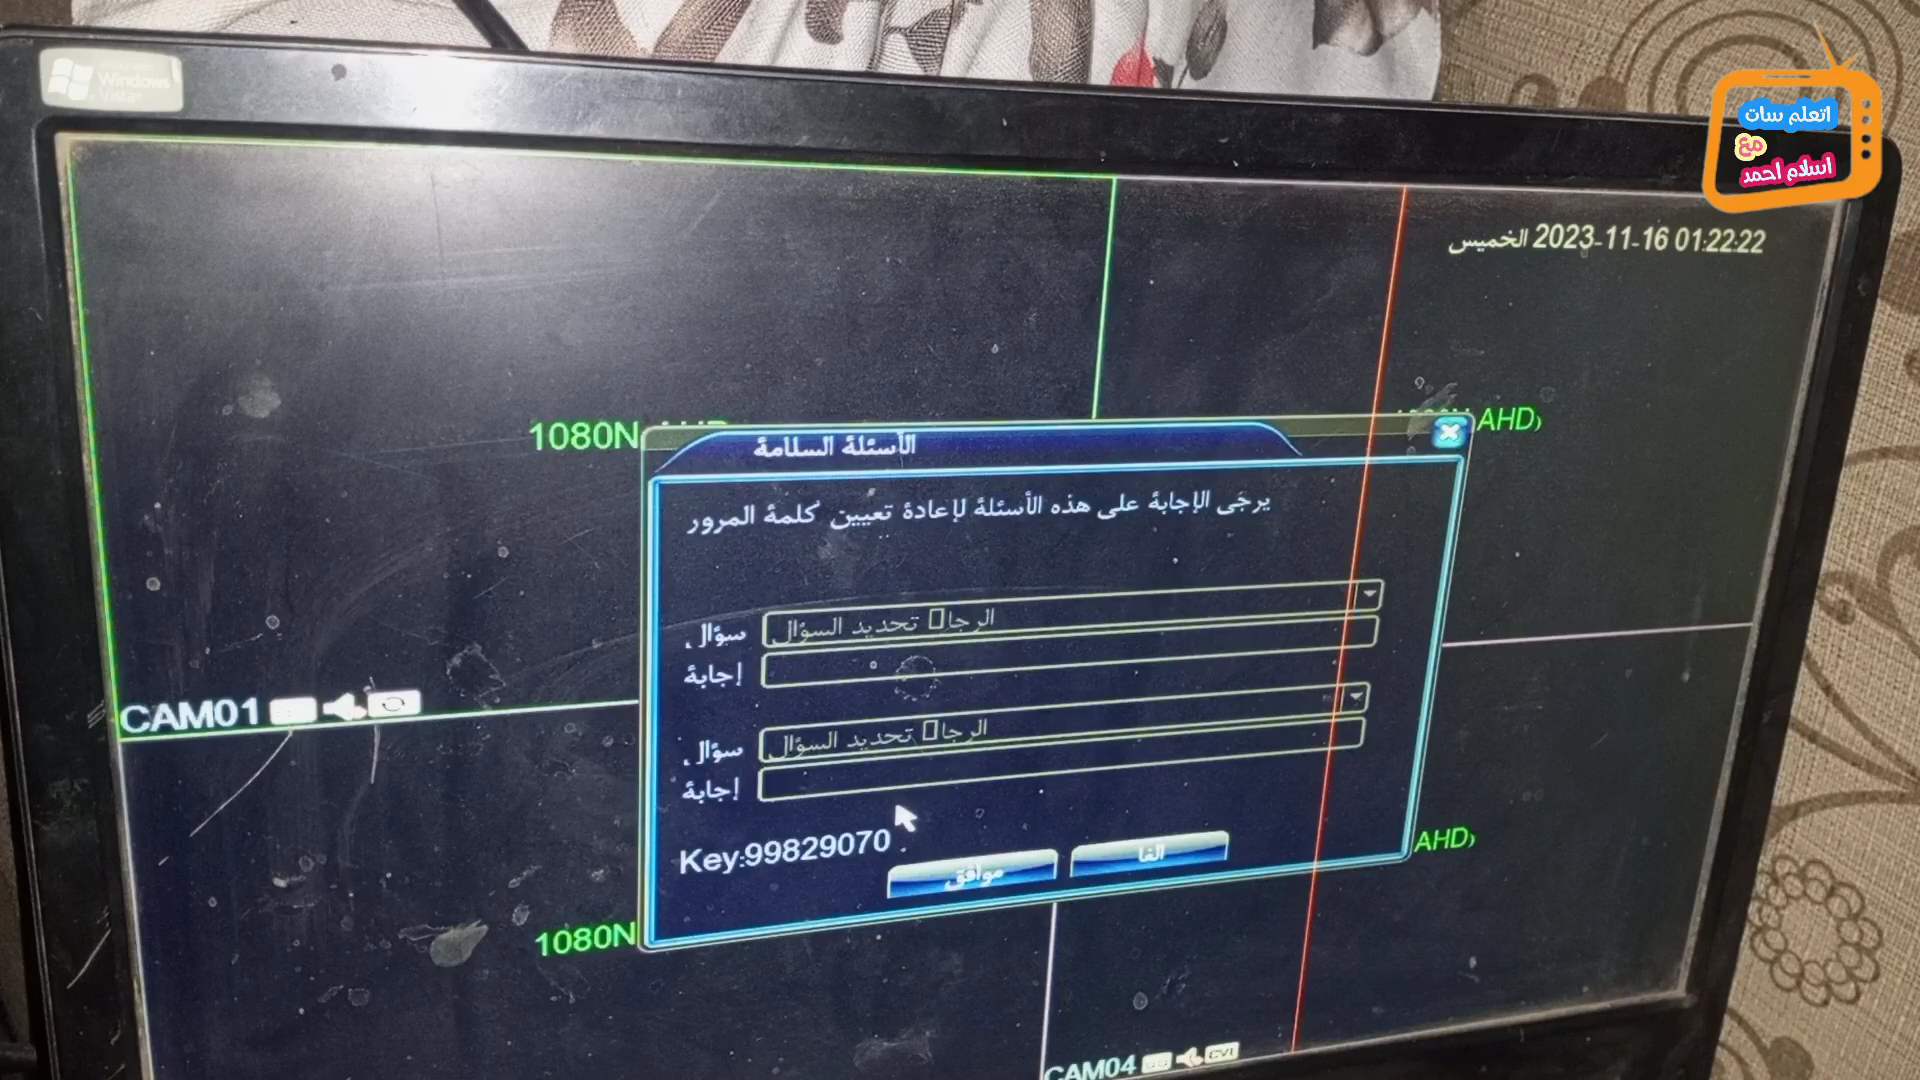 Windows Vista
اتعلم سات
مع
اسلام احمد
2023-11-16 01:22:22 الخميس
1080N
AHD)
الأسئلة السلامة
يرجى الإجابة على هذه الأسئلة لإعادة تعيين كلمة المرور
سؤال
الرجا تحديد السؤال
إجابة
سؤال
الرجا تحديد السؤال
إجابة
Key:99829070
موافق
الغا
CAM01
1080N
AHD)
CAM04